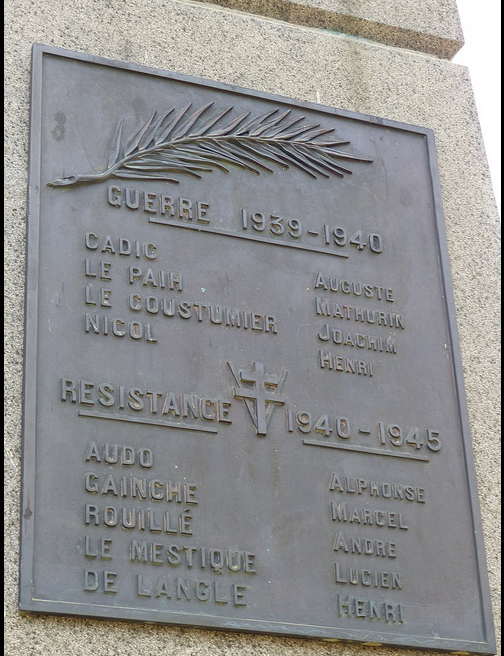 GUERRE 1939-1940
CADIC AUGUSTE
LE PAIH MATHURIN
LE COUSTUMIER JOACHIM
NICOL HENRI
RESISTANCE 1940-1945
AUDO ALPHONSE
GAINCHE MARCEL
ROUILLÉ ANDRE
LE MESTIQUE LUCIEN
DE LANGLE HENRI